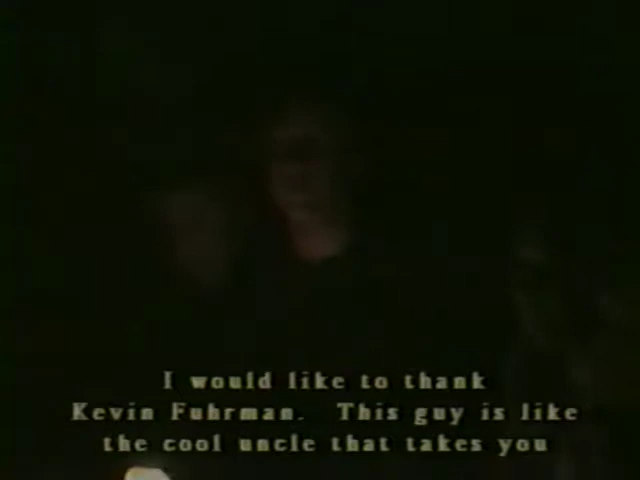 I would like to thank
Kevin Fuhrman. This guy is like
the cool uncle that takes you